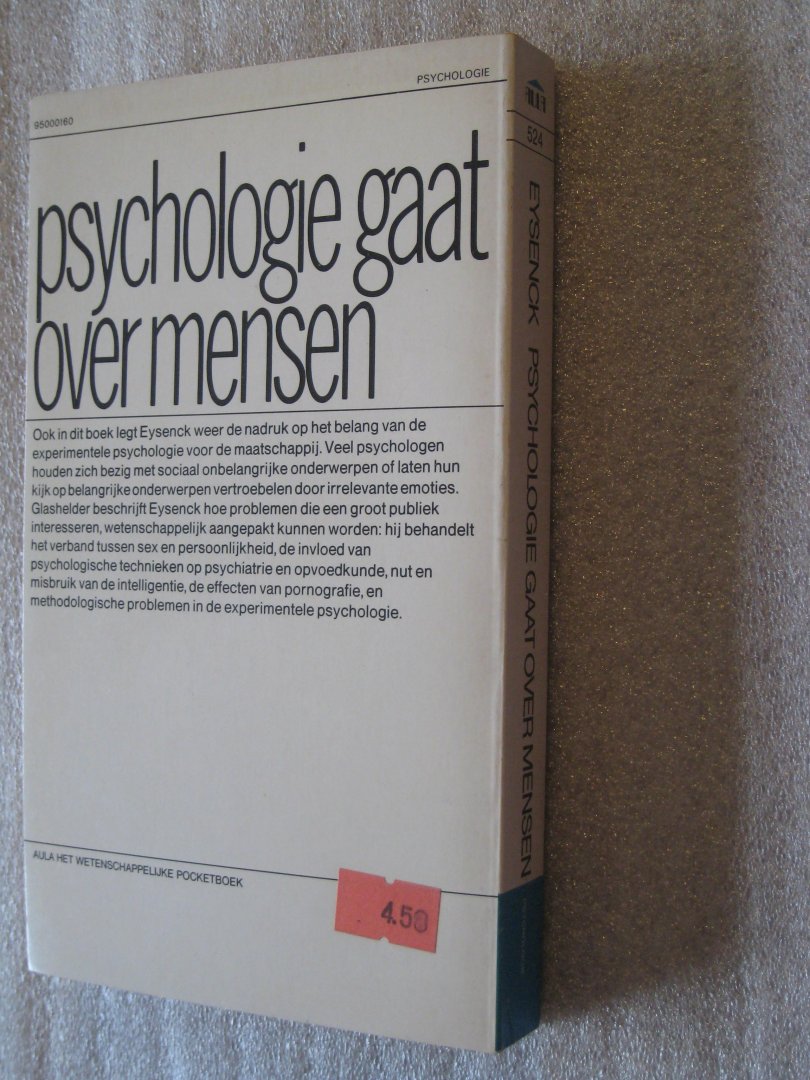 95000160
PSYCHOLOGIE
psychologie gaat
over mensen
Ook in dit boek legt Eysenck weer de nadruk op het belang van de
experimentele psychologie voor de maatschappij. Veel psychologen
houden zich bezig met sociaal onbelangrijke onderwerpen of laten hun
kijk op belangrijke onderwerpen vertroebelen door irrelevante emoties.
Glashelder beschrijft Eysenck hoe problemen die een groot publiek
interesseren, wetenschappelijk aangepakt kunnen worden: hij behandelt
het verband tussen sex en persoonlijkheid, de invloed van
psychologische technieken op psychiatrie en opvoedkunde, nut en
misbruik van de intelligentie, de effecten van pornografie, en
methodologische problemen in de experimentele psychologie.
AULA HET WETENSCHAPPELIJKE POCKETBOEK
4.50
524
EYSENCK PSYCHOLOGIE GAAT OVER MENSEN